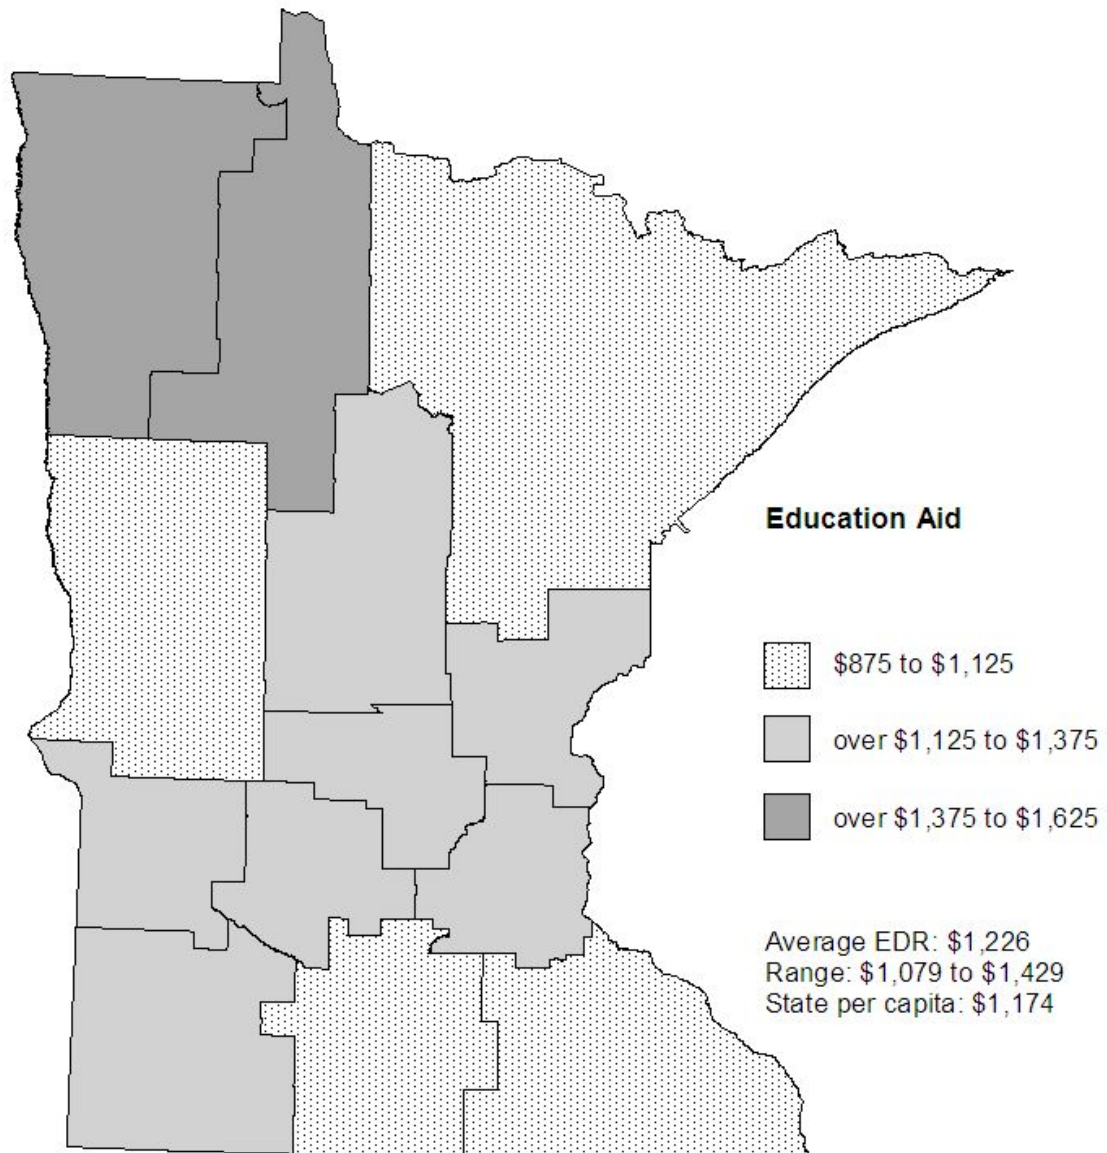 Education Aid
$875 to $1,125
over $1,125 to $1,375
over $1,375 to $1,625
Average EDR: $1,226
Range: $1,079 to $1,429
State per capita: $1,174